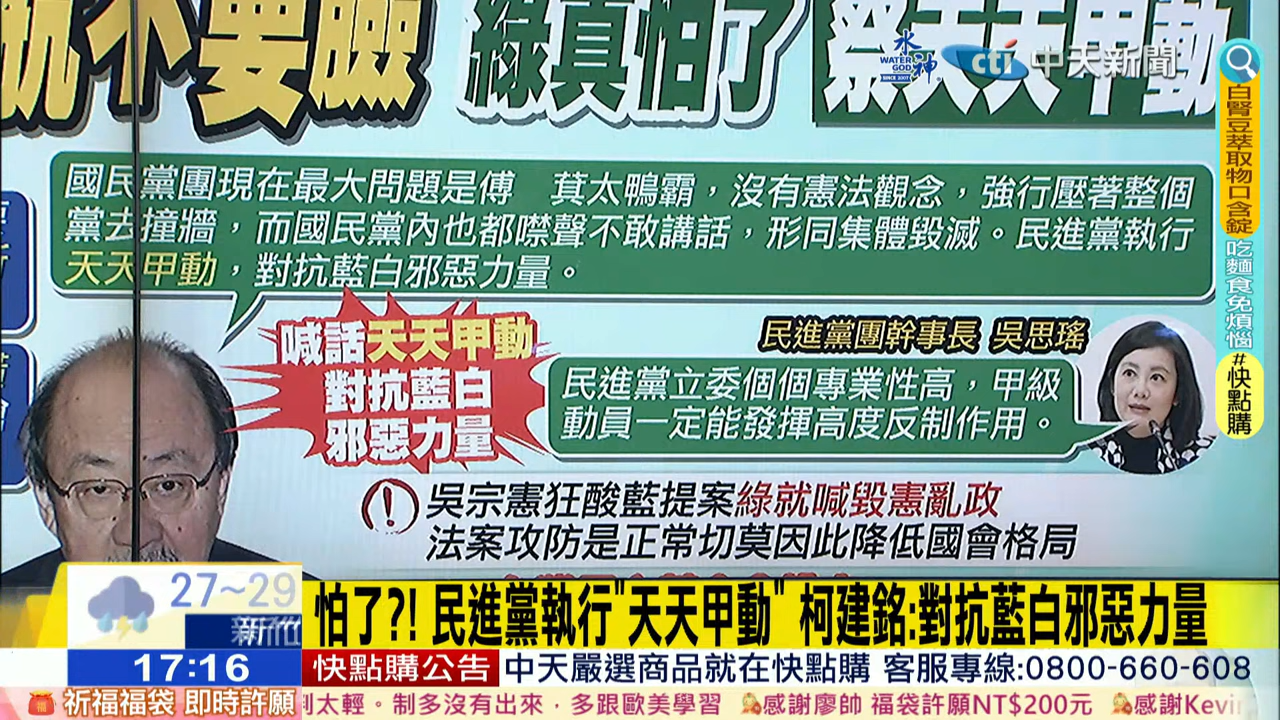 航不要臉 綠真怕了 祭天天甲動
水神
WATER GOD
SINCE 2007
cti 中天新聞
白腎豆萃取物口含錠
吃麵食免煩惱
#快點購
國民黨團現在最大問題是傅 萁太鴨霸，沒有憲法觀念，強行壓著整個
黨去撞牆，而國民黨內也都噤聲不敢講話，形同集體毀滅。民進黨執行
天天甲動，對抗藍白邪惡力量。
喊話天天甲動
對抗藍白
邪惡力量
民進黨團幹事長 吳思瑤
民進黨立委個個專業性高，甲級
動員一定能發揮高度反制作用。
吳宗憲狂酸藍提案綠就喊毀憲亂政
法案攻防是正常切莫因此降低國會格局
27~29
怕了?! 民進黨執行"天天甲動" 柯建銘:對抗藍白邪惡力量
17:16
快點購公告 中天嚴選商品就在快點購 客服專線:0800-660-608
祈福福袋 即時許願 判太輕。制多沒有出來，多跟歐美學習 感謝廖帥 福袋許願NT$200元 感謝Kevin